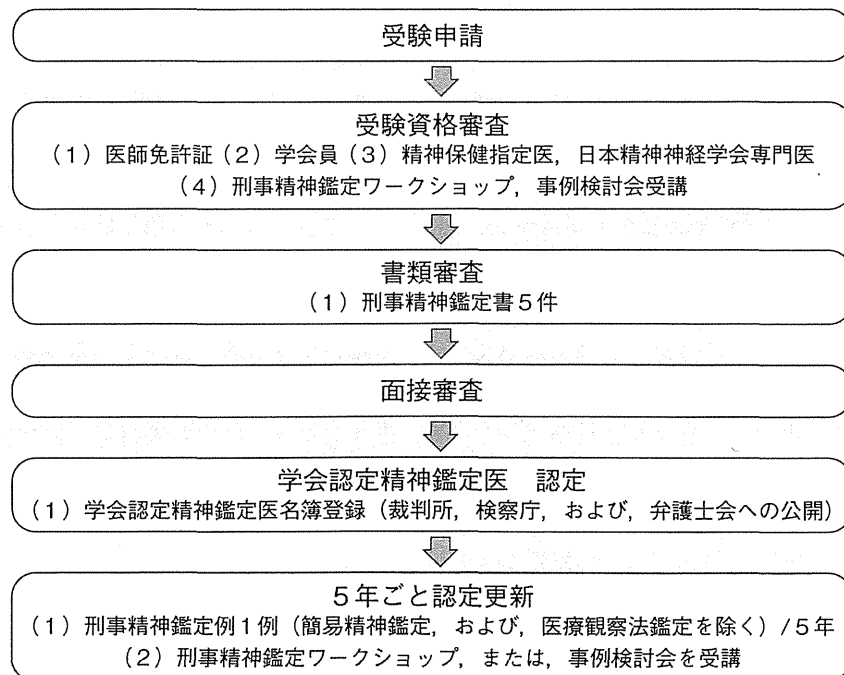 受験申請
受験資格審査
(1) 医師免許証 (2) 学会員 (3) 精神保健指定医,日本精神神経学会専門医
(4) 刑事精神鑑定ワークショップ,事例検討会受講
書類審査
(1) 刑事精神鑑定書5件
面接審査
学会認定精神鑑定医 認定
(1) 学会認定精神鑑定医名簿登録 (裁判所,検察庁,および,弁護士会への公開)
5年ごと認定更新
(1) 刑事精神鑑定例1例 (簡易精神鑑定,および,医療観察法鑑定を除く) /5年
(2) 刑事精神鑑定ワークショップ,または,事例検討会を受講